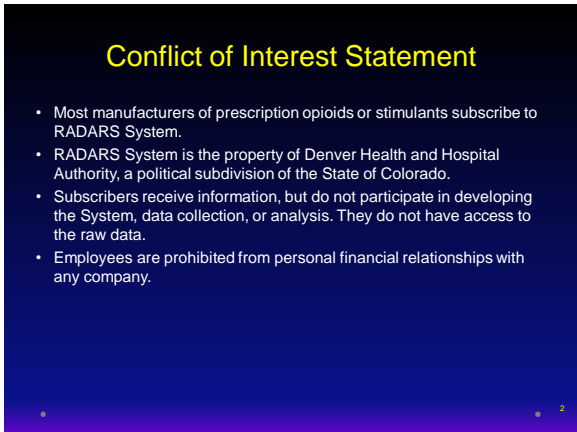 Conflict of Interest Statement
• Most manufacturers of prescription opioids or stimulants subscribe to
RADARS System.
• RADARS System is the property of Denver Health and Hospital
Authority, a political subdivision of the State of Colorado.
• Subscribers receive information, but do not participate in developing
the System, data collection, or analysis. They do not have access to
the raw data.
• Employees are prohibited from personal financial relationships with
any company.
2